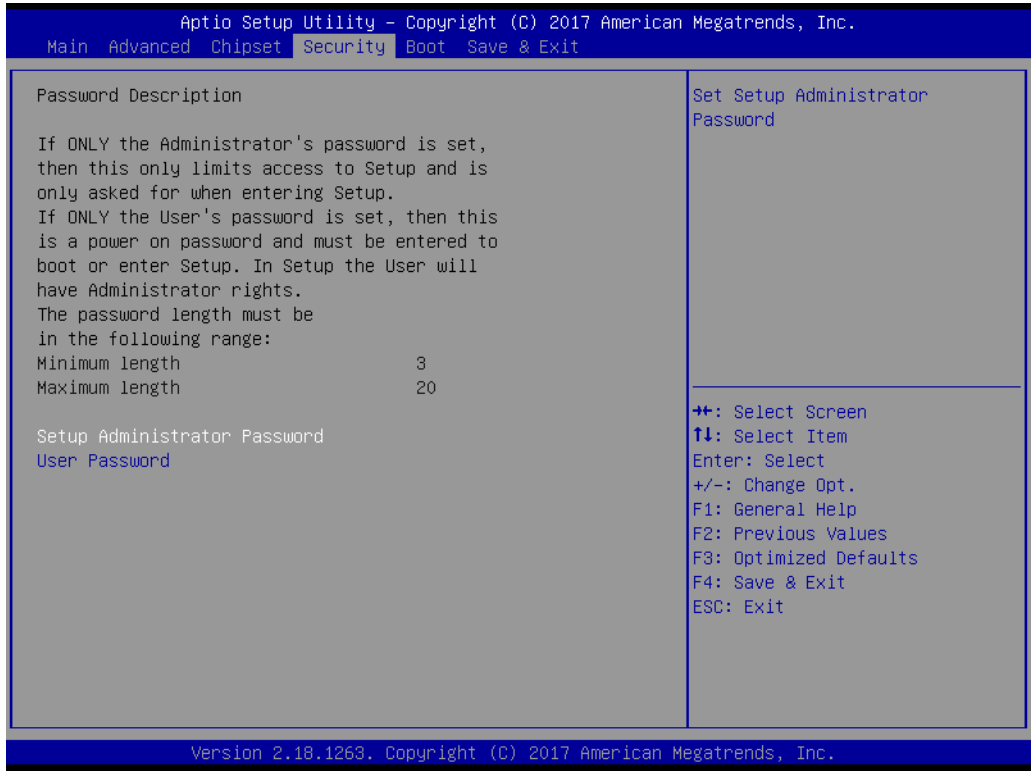 Aptio Setup Utility – Copyright (C) 2017 American Megatrends, Inc.
Main Advanced Chipset Security Boot Save & Exit
Password Description
If ONLY the Administrator's password is set,
then this only limits access to Setup and is
only asked for when entering Setup.
If ONLY the User's password is set, then this
is a power on password and must be entered to
boot or enter Setup. In Setup the User will
have Administrator rights.
The password length must be
in the following range:
Minimum length 3
Maximum length 20
Setup Administrator Password
User Password
Set Setup Administrator
Password
→←: Select Screen
↑↓: Select Item
Enter: Select
+/-: Change Opt.
F1: General Help
F2: Previous Values
F3: Optimized Defaults
F4: Save & Exit
ESC: Exit
Version 2.18.1263. Copyright (C) 2017 American Megatrends, Inc.